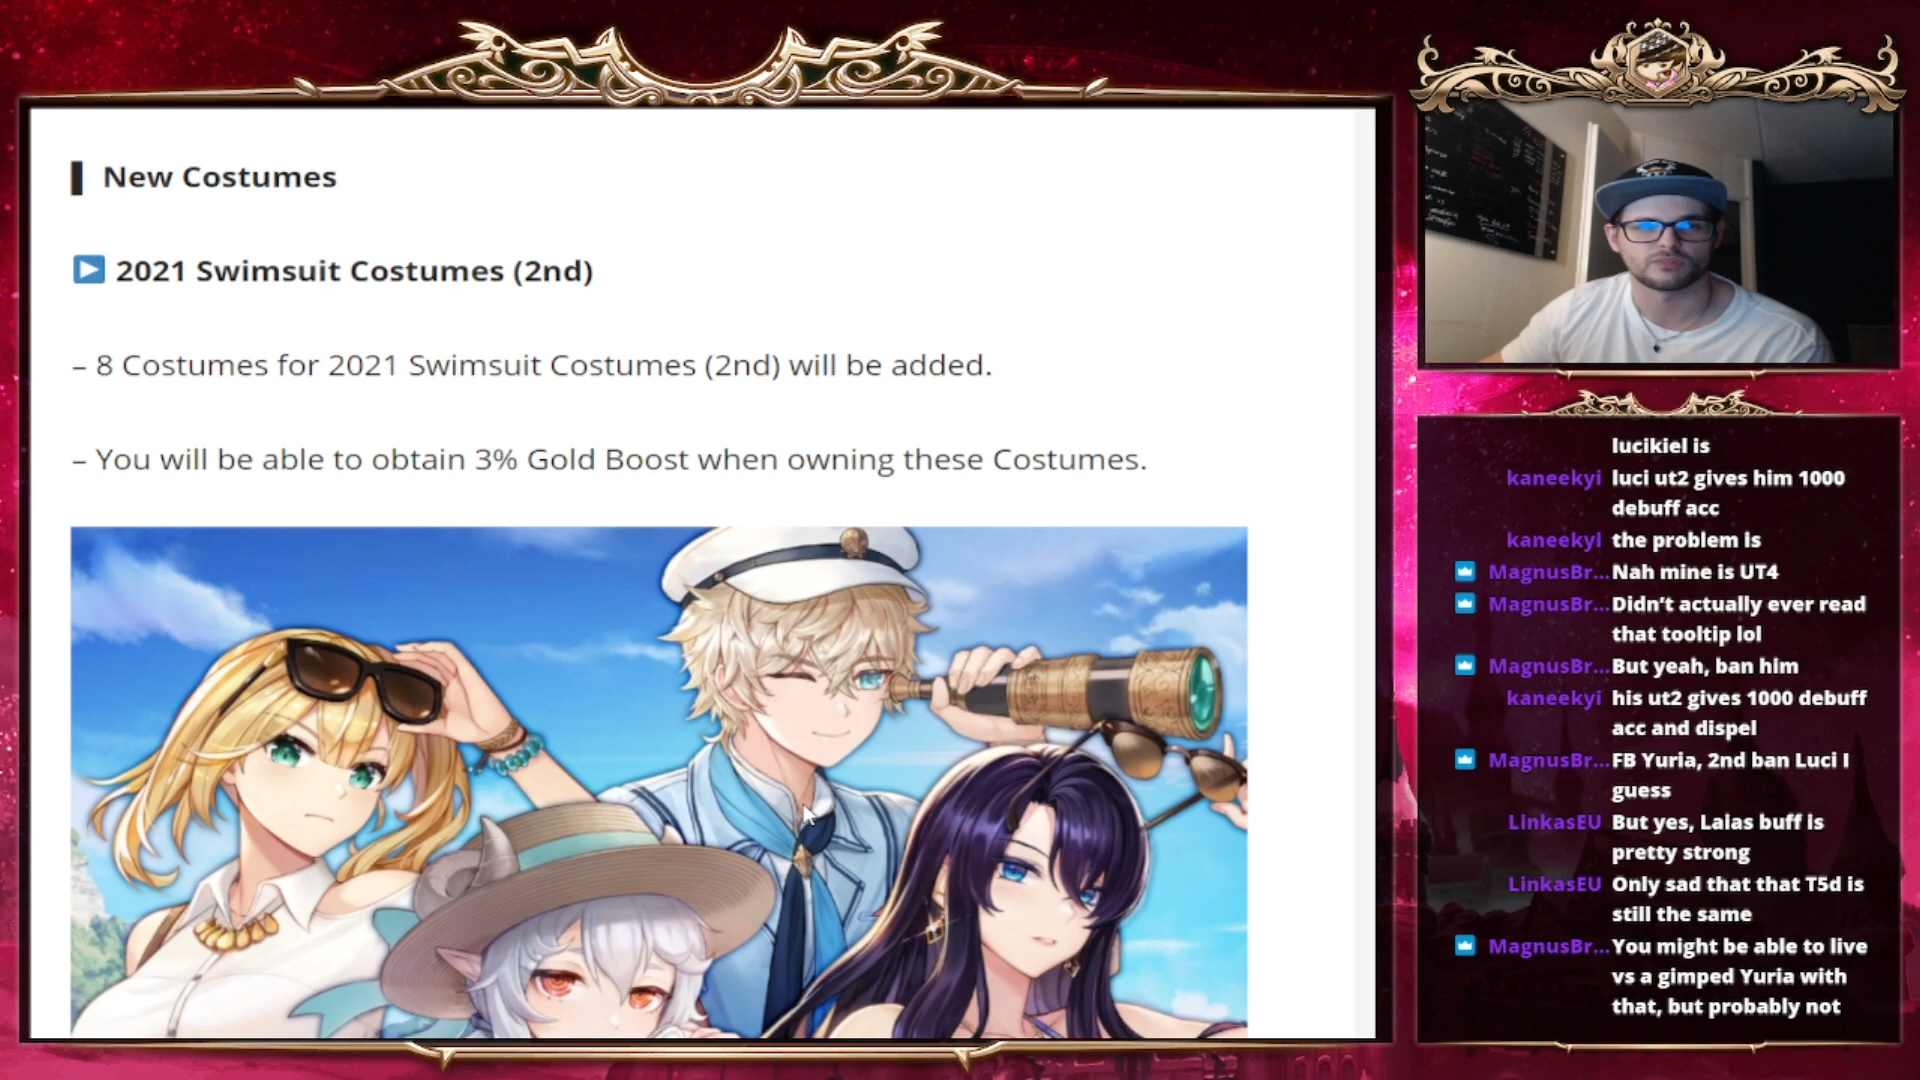 New Costumes
2021 Swimsuit Costumes (2nd)
– 8 Costumes for 2021 Swimsuit Costumes (2nd) will be added.
– You will be able to obtain 3% Gold Boost when owning these Costumes.
lucikiel is
kaneekyi luci ut2 gives him 1000
debuff acc
kaneekyi the problem is
MagnusBr... Nah mine is UT4
MagnusBr... Didn't actually ever read
that tooltip lol
MagnusBr... But yeah, ban him
kaneekyi his ut2 gives 1000 debuff
acc and dispel
MagnusBr... FB Yuria, 2nd ban Luci I
guess
LinkasEU But yes, Laias buff is
pretty strong
LinkasEU Only sad that that T5d is
still the same
MagnusBr... You might be able to live
vs a gimped Yuria with
that, but probably not